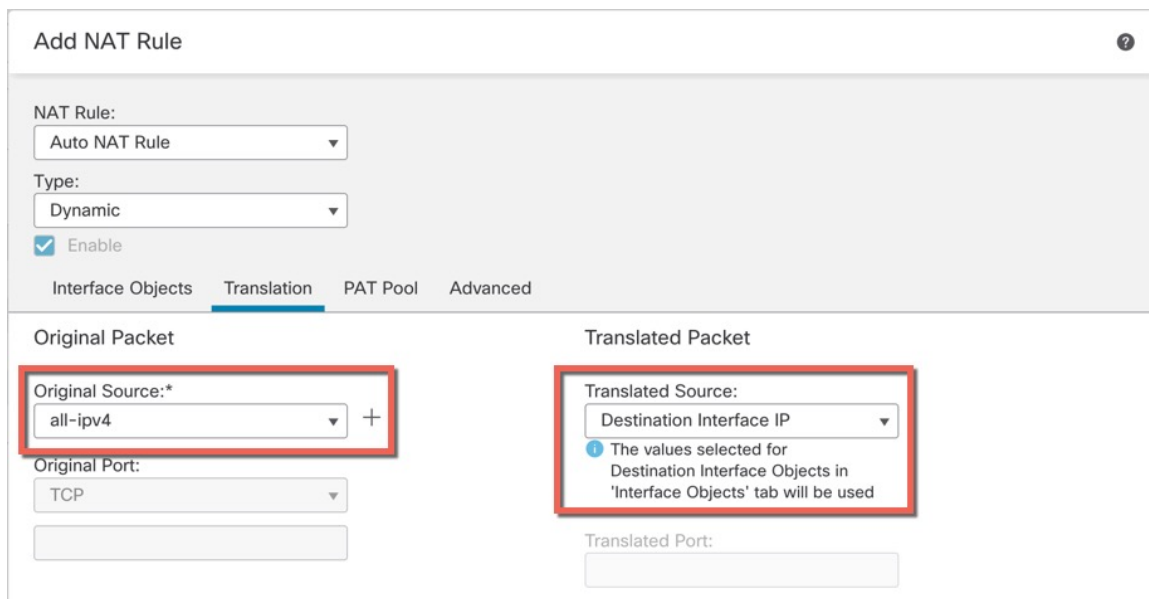 Add NAT Rule
?
NAT Rule:
Auto NAT Rule
Type:
Dynamic
Enable
Interface Objects Translation PAT Pool Advanced
Original Packet
Original Source:*
all-ipv4 +
Original Port:
TCP
Translated Packet
Translated Source:
Destination Interface IP
i The values selected for
Destination Interface Objects in
'Interface Objects' tab will be used
Translated Port: